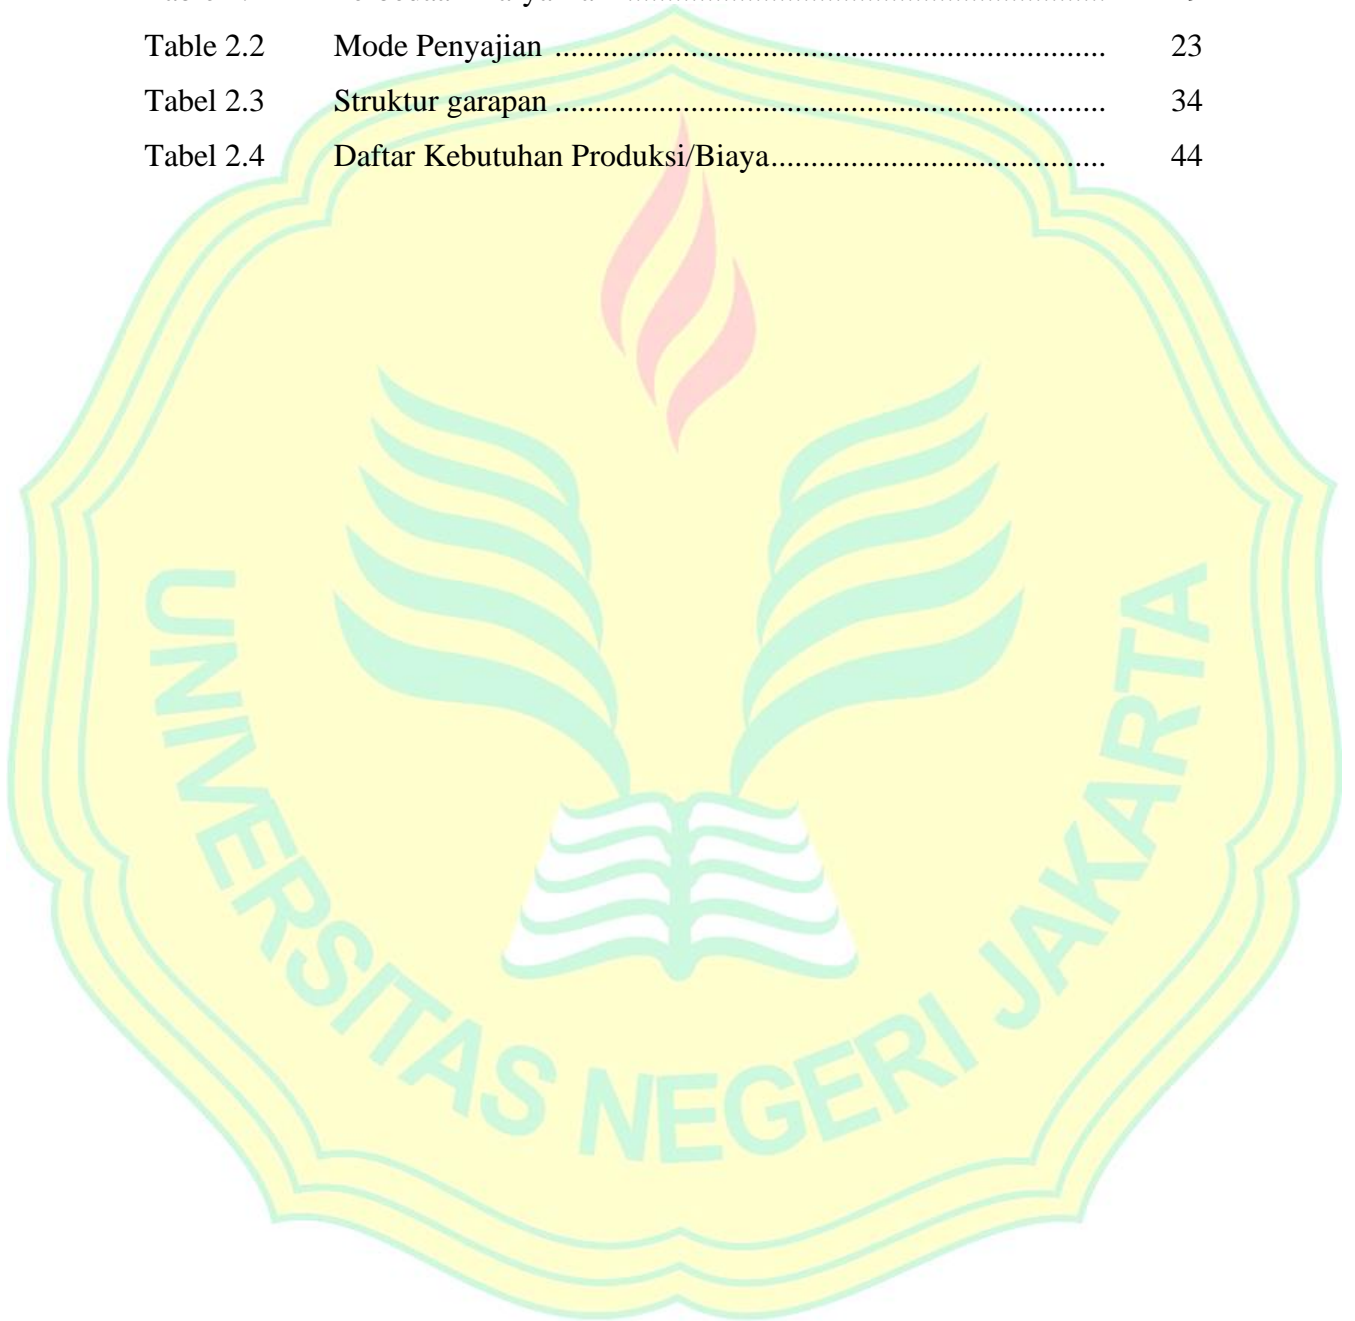 Table 2.2 Mode Penyajian ..................................................................... 23
Tabel 2.3 Struktur garapan ..................................................................... 34
Tabel 2.4 Daftar Kebutuhan Produksi/Biaya.......................................... 44
UNIVERSITAS NEGERI JAKARTA